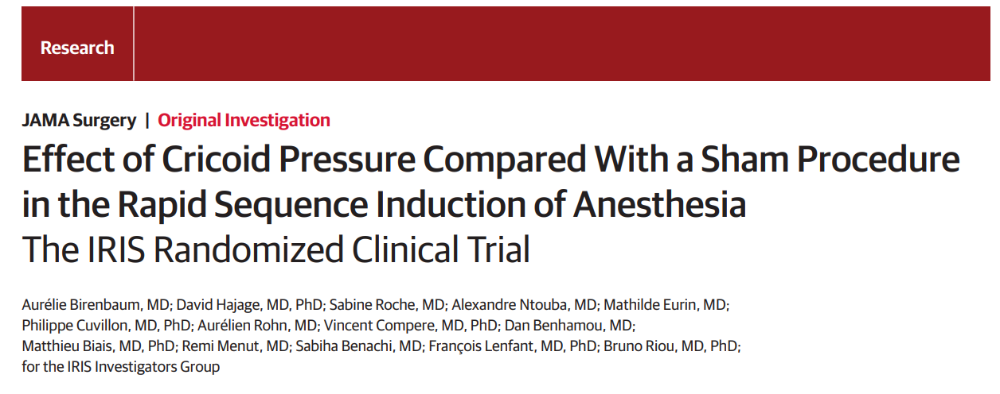 Research
JAMA Surgery | Original Investigation
Effect of Cricoid Pressure Compared With a Sham Procedure
in the Rapid Sequence Induction of Anesthesia
The IRIS Randomized Clinical Trial
Aurélie Birenbaum, MD; David Hajage, MD, PhD; Sabine Roche, MD; Alexandre Ntouba, MD; Mathilde Eurin, MD;
Philippe Cuvillon, MD, PhD; Aurélien Rohn, MD; Vincent Compere, MD, PhD; Dan Benhamou, MD;
Matthieu Biais, MD, PhD; Remi Menut, MD; Sabiha Benachi, MD; François Lenfant, MD, PhD; Bruno Riou, MD, PhD;
for the IRIS Investigators Group